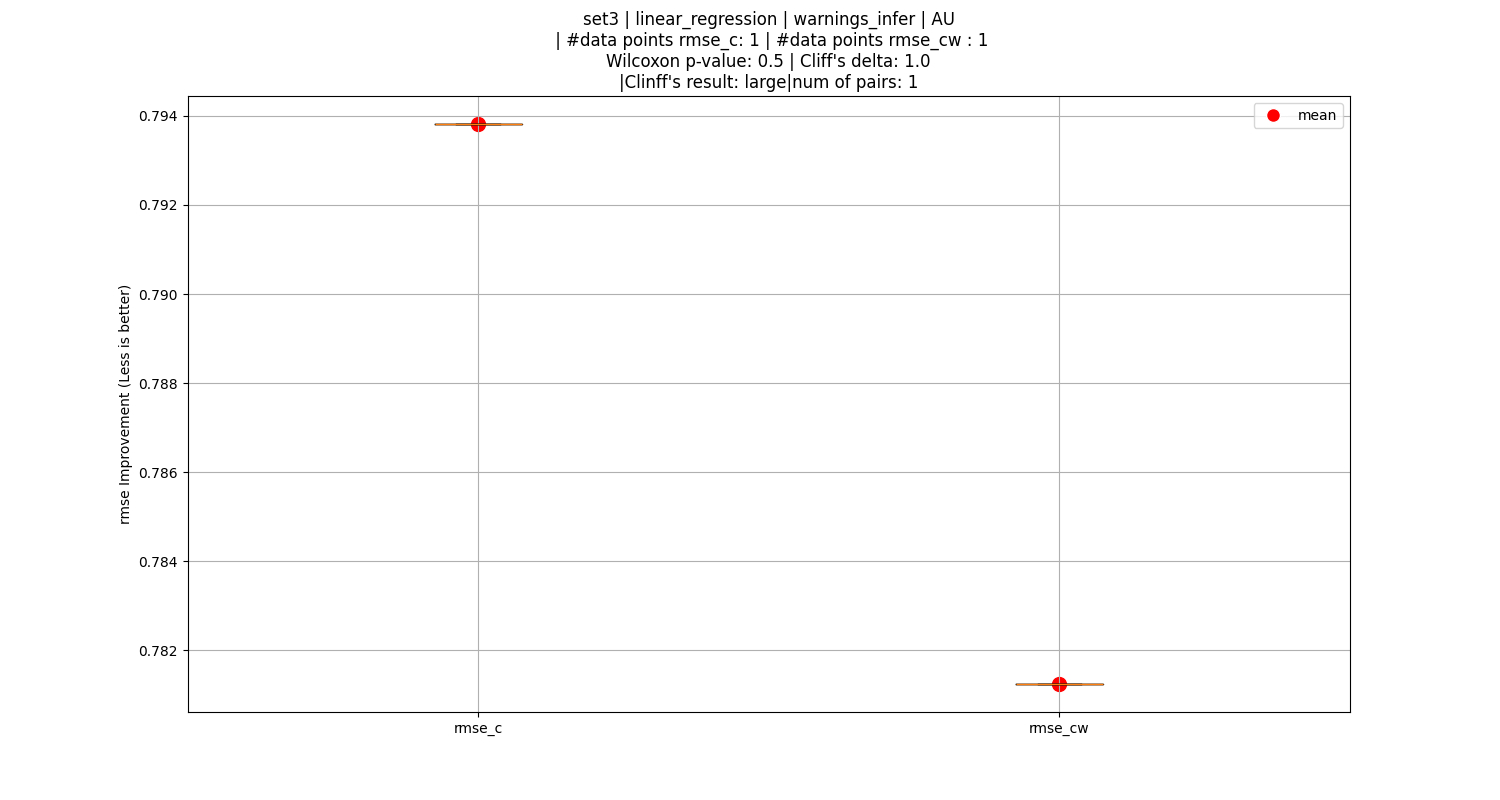 set3 | linear_regression | warnings_infer | AU
| #data points rmse_c: 1 | #data points rmse_cw : 1
Wilcoxon p-value: 0.5 | Cliff's delta: 1.0
|Clinff's result: large|num of pairs: 1
mean
rmse Improvement (Less is better)
0.794
0.792
0.790
0.788
0.786
0.784
0.782
rmse_c
rmse_cw